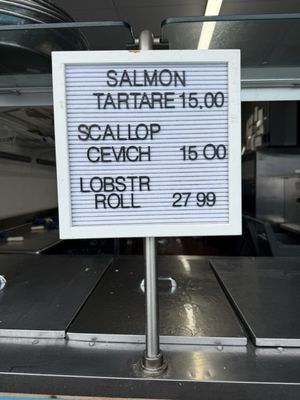 SALMON
TARTARE 15.00
SCALLOP
CEVICH 15 00
LOBSTR
ROLL 27 99